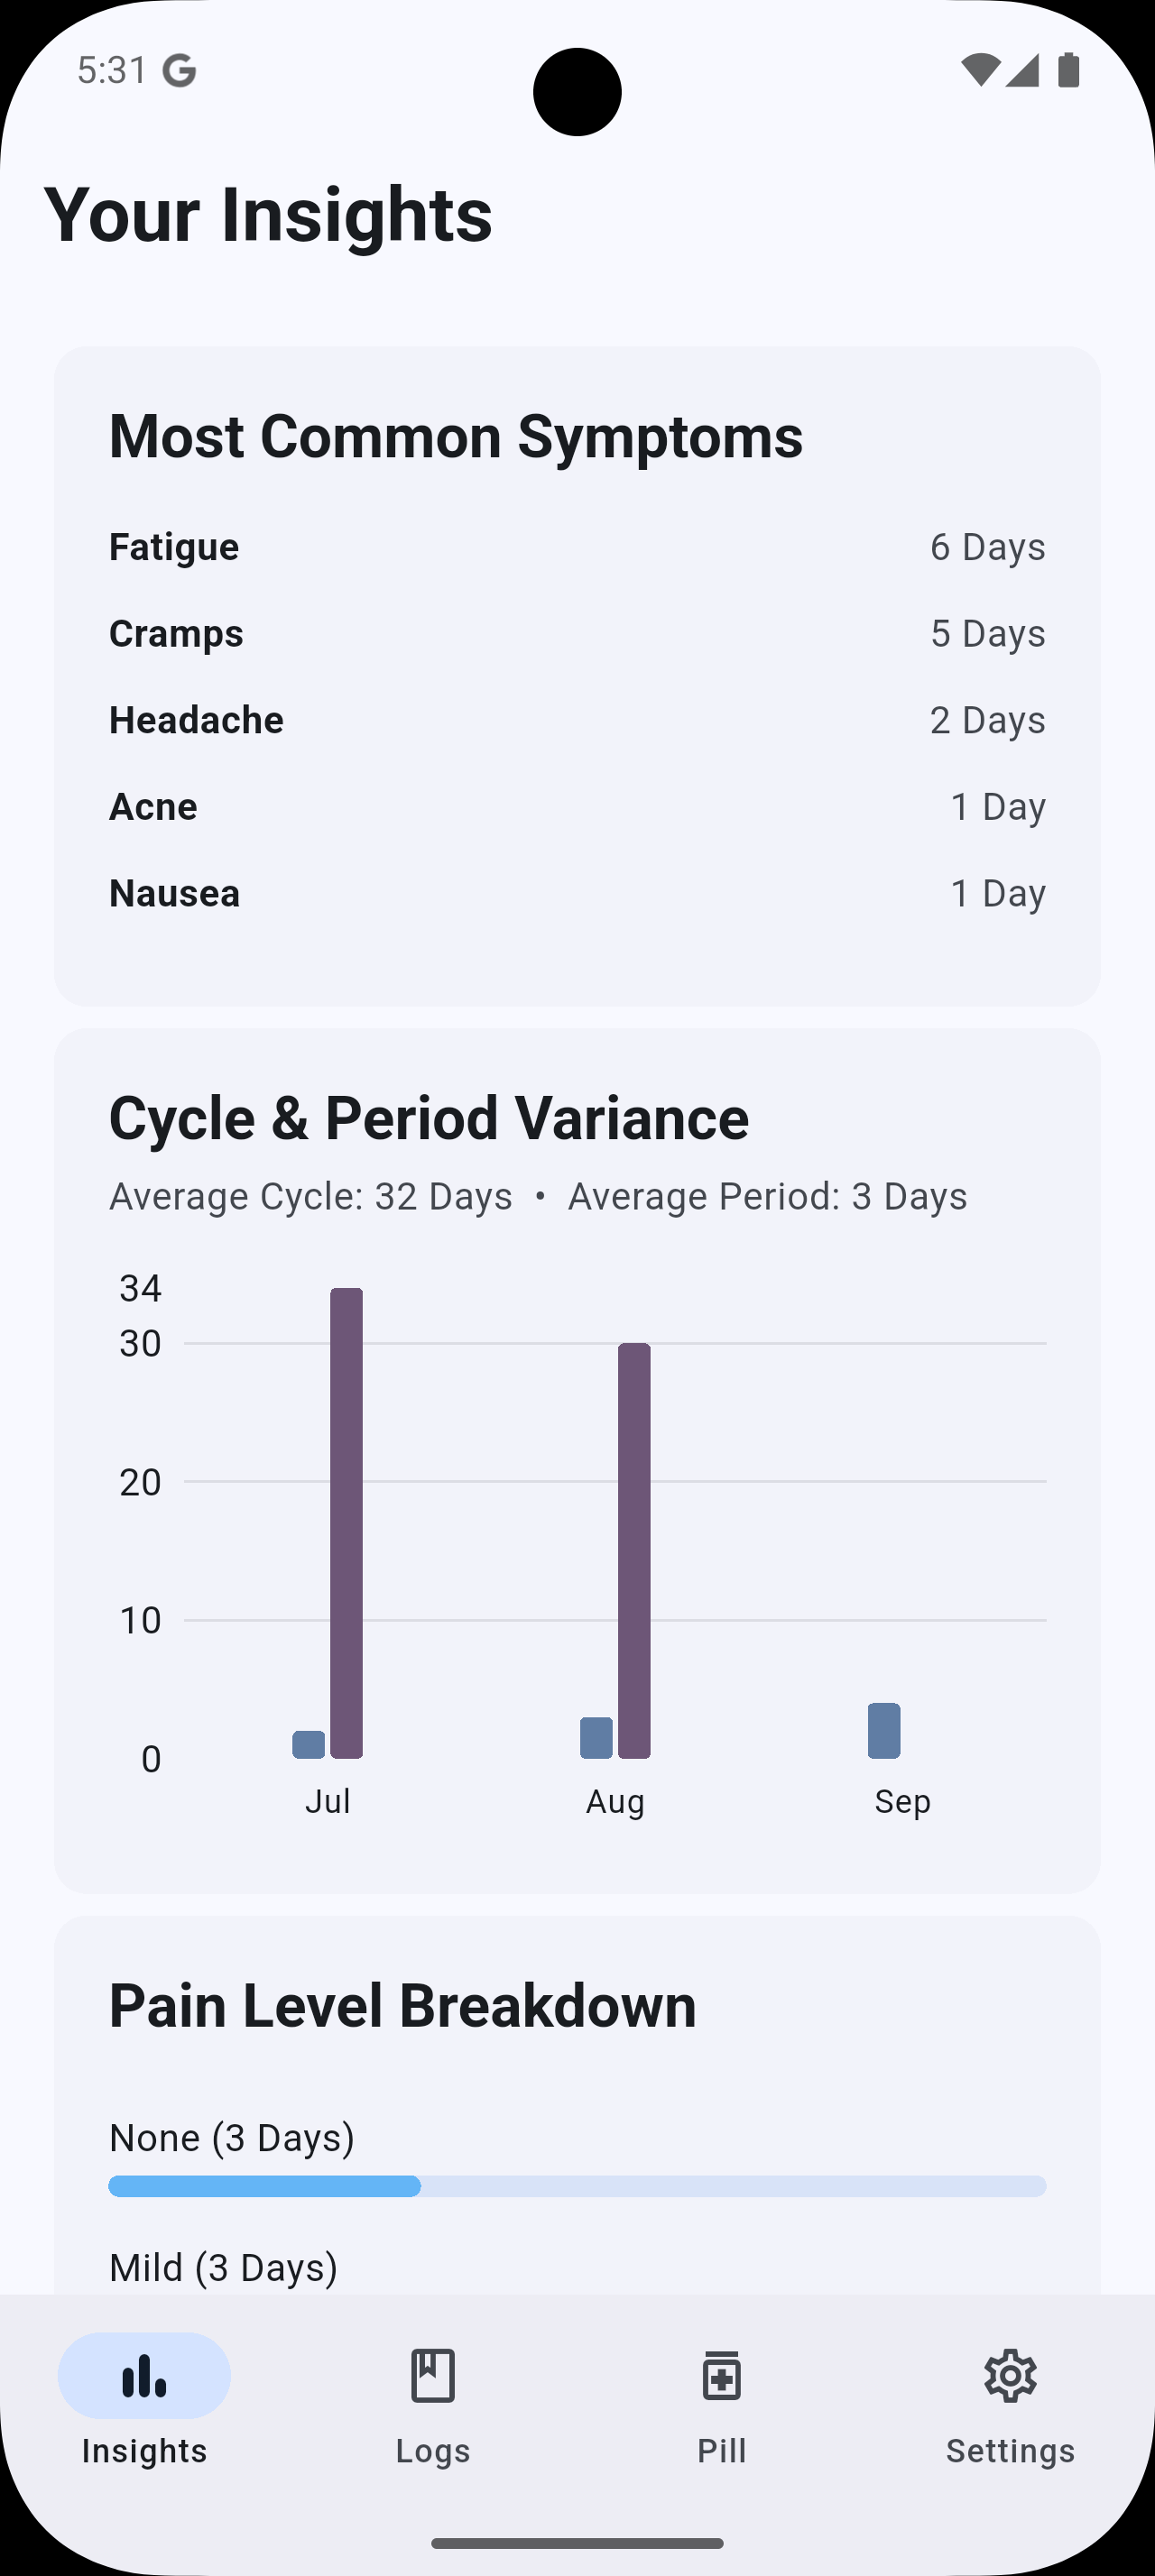 5:31
Your Insights
Most Common Symptoms
Fatigue 6 Days
Cramps 5 Days
Headache 2 Days
Acne 1 Day
Nausea 1 Day
Cycle & Period Variance
Average Cycle: 32 Days • Average Period: 3 Days
34
30
20
10
0
Jul Aug Sep
Pain Level Breakdown
None (3 Days)
Mild (3 Days)
Insights Logs Pill Settings